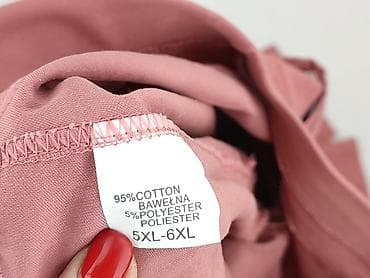 95%COTTON
BAWEŁNA
5%POLYESTER
POLIESTER
5XL-6XL